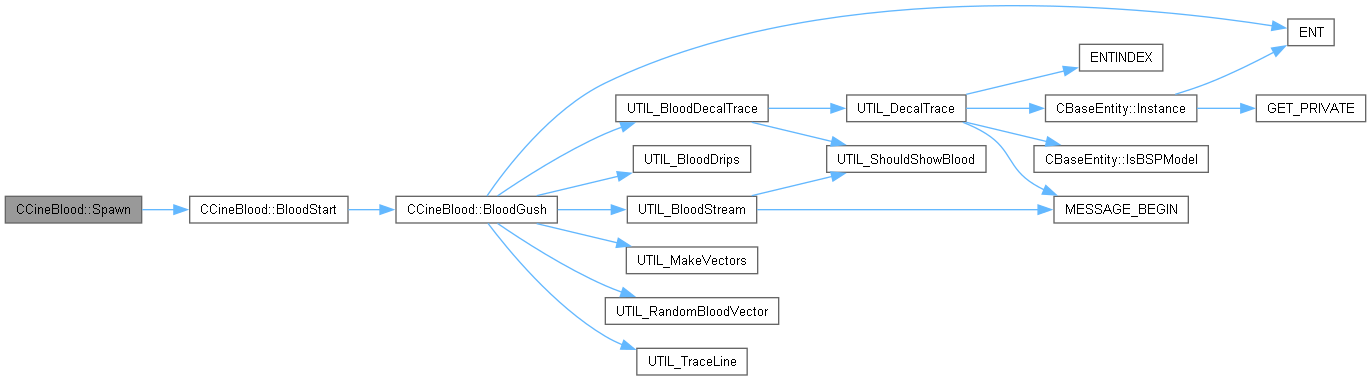 CCineBlood::Spawn
CCineBlood::BloodStart
CCineBlood::BloodGush
ENT
UTIL_BloodDecalTrace
UTIL_DecalTrace
ENTINDEX
CBaseEntity::Instance
GET_PRIVATE
CBaseEntity::IsBSPModel
MESSAGE_BEGIN
UTIL_ShouldShowBlood
UTIL_BloodDrips
UTIL_BloodStream
UTIL_MakeVectors
UTIL_RandomBloodVector
UTIL_TraceLine